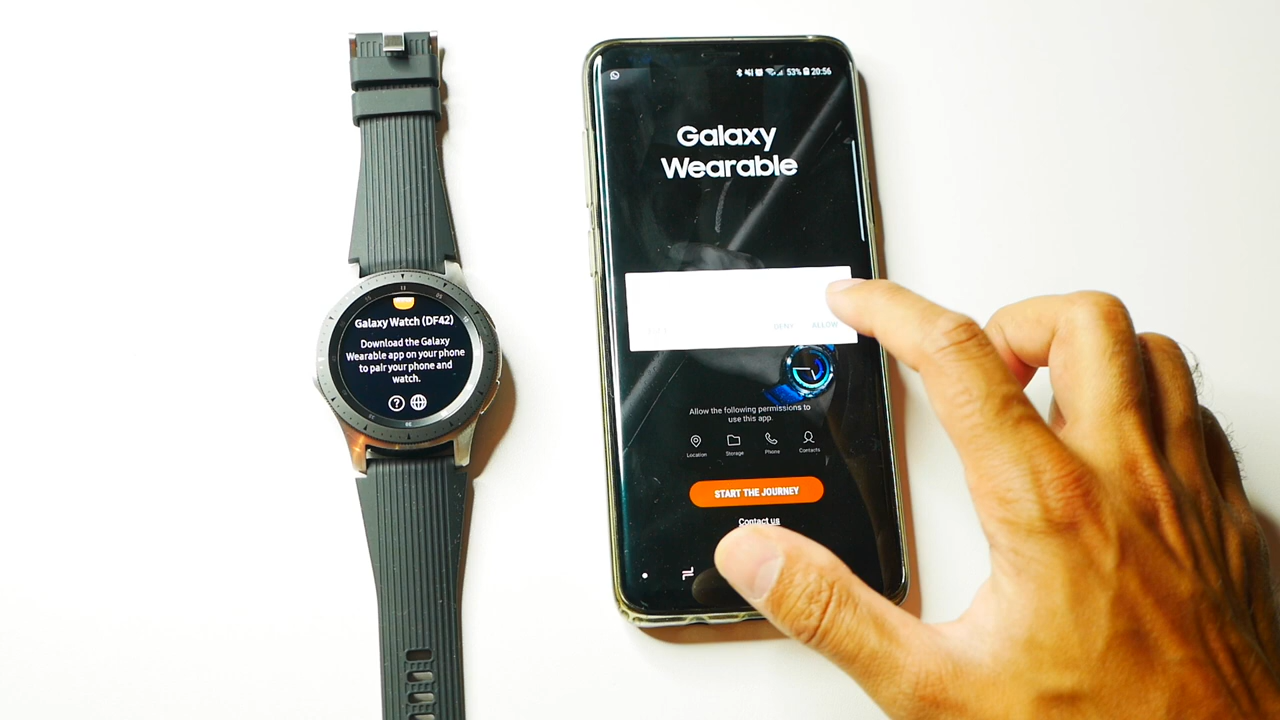 Galaxy Watch (DF42)
Download the Galaxy
Wearable app on your phone
to pair your phone and
watch.
?
53% 20:56
Galaxy
Wearable
DENY ALLOW
Allow the following permissions to
use this app.
Location Storage Phone Contacts
START THE JOURNEY
Contact us